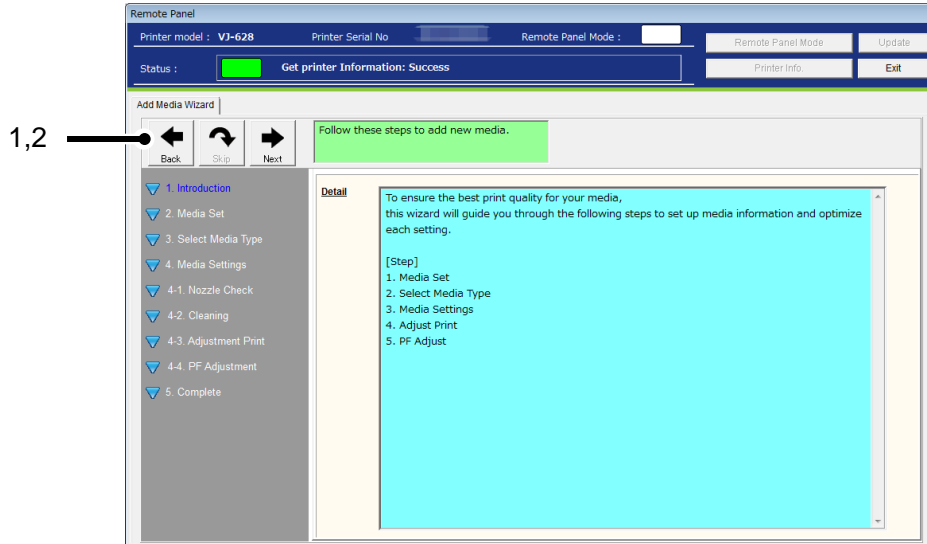 Remote Panel
Printer model : VJ-628 Printer Serial No Remote Panel Mode :
Remote Panel Mode Update
Status : Get printer Information: Success
Printer Info. Exit
Add Media Wizard
1,2
Back Skip Next
Follow these steps to add new media.
1. Introduction
2. Media Set
3. Select Media Type
4. Media Settings
4-1. Nozzle Check
4-2. Cleaning
4-3. Adjustment Print
4-4. PF Adjustment
5. Complete
Detail
To ensure the best print quality for your media,
this wizard will guide you through the following steps to set up media information and optimize
each setting.
[Step]
1. Media Set
2. Select Media Type
3. Media Settings
4. Adjust Print
5. PF Adjust